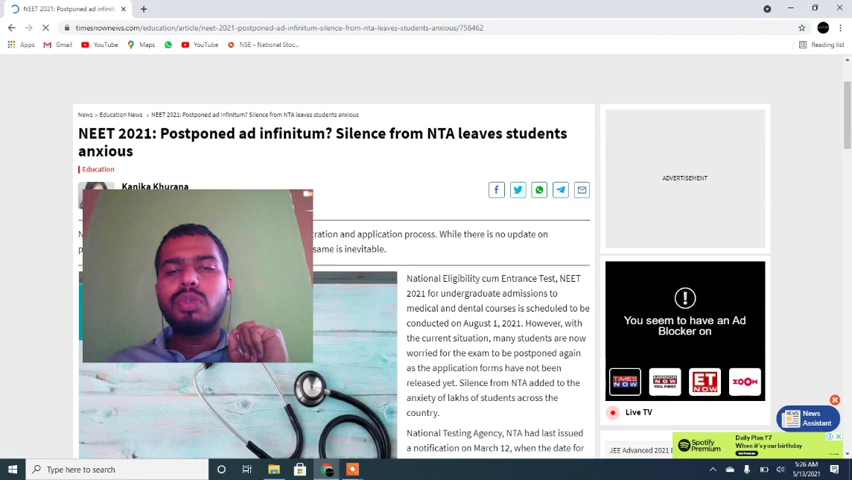 NEET 2021: Postponed ad infinit
timesnownews.com/education/article/neet-2021-postponed-ad-infinitum-silence-from-nta-leaves-students-anxious/756462
Apps Gmail YouTube Maps YouTube NSE - National Stoc... Reading list
News > Education News > NEET 2021: Postponed ad infinitum? Silence from NTA leaves students anxious
NEET 2021: Postponed ad infinitum? Silence from NTA leaves students
anxious
Education
Kanika Khurana
ration and application process. While there is no update on
same is inevitable.
National Eligibility cum Entrance Test, NEET
2021 for undergraduate admissions to
medical and dental courses is scheduled to be
conducted on August 1, 2021. However, with
the current situation, many students are now
worried for the exam to be postponed again
as the application forms have not been
released yet. Silence from NTA added to the
anxiety of lakhs of students across the
country.
National Testing Agency, NTA had last issued
a notification on March 12, when the date for
ADVERTISEMENT
You seem to have an Ad
Blocker on
TIMES NOW
ET NOW
ZOOM
Live TV
News
Assistant
JEE Advanced 2021
Spotify
Premium
Daily Plan ₹7
When it's your birthday
Type here to search
5:26 AM
5/13/2021